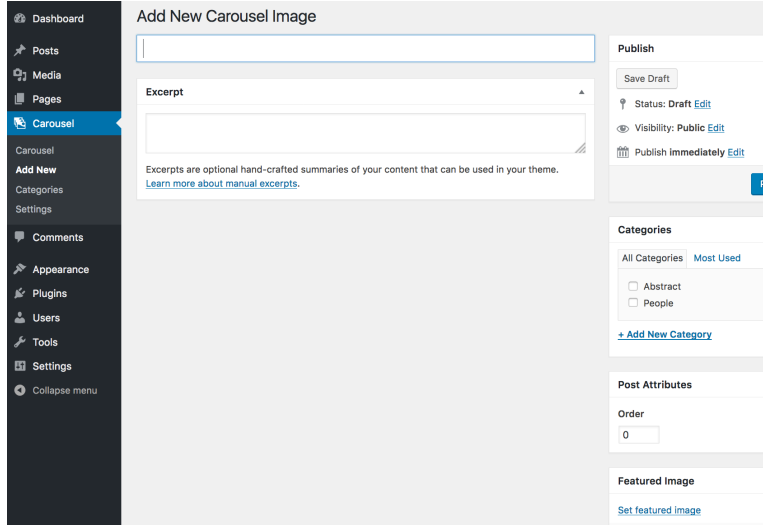 Dashboard
Posts
Media
Pages
Carousel
Carousel
Add New
Categories
Settings
Comments
Appearance
Plugins
Users
Tools
Settings
Collapse menu
Add New Carousel Image
Excerpt
Excerpts are optional hand-crafted summaries of your content that can be used in your theme.
Learn more about manual excerpts.
Publish
Save Draft
Status: Draft Edit
Visibility: Public Edit
Publish immediately Edit
Categories
All Categories Most Used
Abstract
People
+ Add New Category
Post Attributes
Order
0
Featured Image
Set featured image